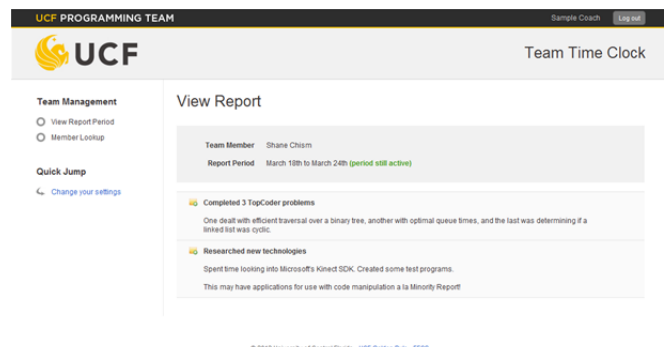 UCF PROGRAMMING TEAM
Sample Coach
Log out
UCF
Team Time Clock
Team Management
View Report Period
Member Lookup
Quick Jump
Change your settings
View Report
Team Member Shane Chism
Report Period March 18th to March 24th (period still active)
Completed 3 TopCoder problems
One dealt with efficient traversal over a binary tree, another with optimal queue times, and the last was determining if a
linked list was cyclic.
Researched new technologies
Spent time looking into Microsoft's Kinect SDK. Created some test programs.
This may have applications for use with code manipulation a la Minority Report!